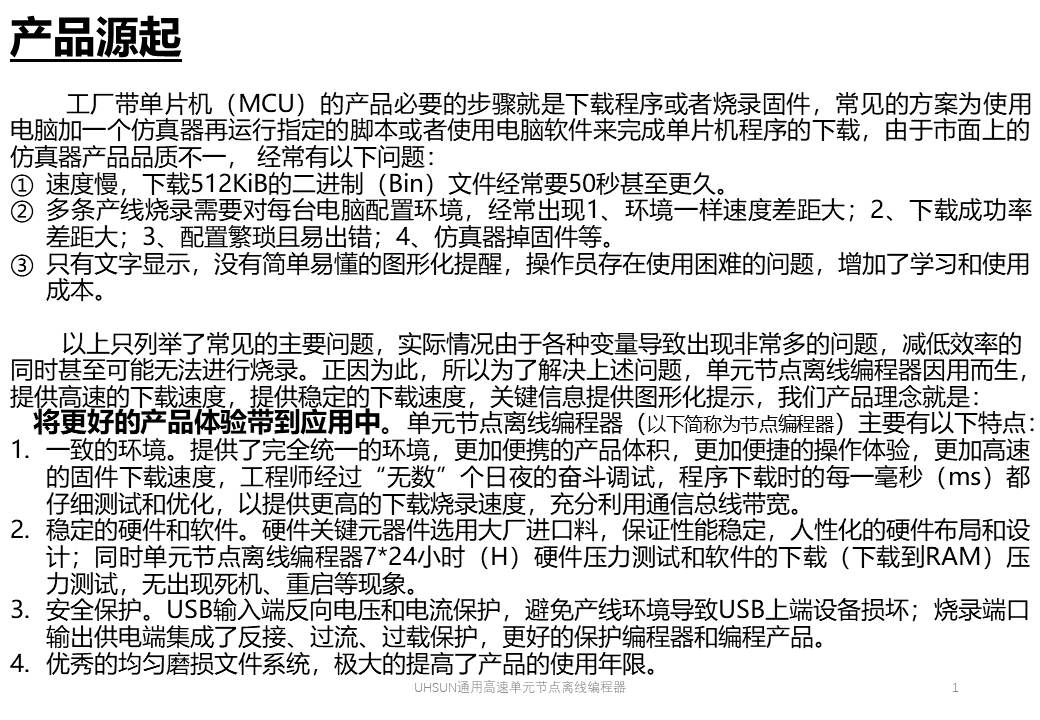 产品源起
工厂带单片机（MCU）的产品必要的步骤就是下载程序或者烧录固件，常见的方案为使用
电脑加一个仿真器再运行指定的脚本或者使用电脑软件来完成单片机程序的下载，由于市面上的
仿真器产品品质不一， 经常有以下问题：
① 速度慢，下载512KiB的二进制（Bin）文件经常要50秒甚至更久。
② 多条产线烧录需要对每台电脑配置环境，经常出现1、环境一样速度差距大；2、下载成功率
差距大；3、配置繁琐且易出错；4、仿真器掉固件等。
③ 只有文字显示，没有简单易懂的图形化提醒，操作员存在使用困难的问题，增加了学习和使用
成本。
以上只列举了常见的主要问题，实际情况由于各种变量导致出现非常多的问题，减低效率的
同时甚至可能无法进行烧录。正因为此，所以为了解决上述问题，单元节点离线编程器因用而生，
提供高速的下载速度，提供稳定的下载速度，关键信息提供图形化提示，我们产品理念就是：
将更好的产品体验带到应用中。单元节点离线编程器（以下简称为节点编程器）主要有以下特点：
1. 一致的环境。提供了完全统一的环境，更加便携的产品体积，更加便捷的操作体验，更加高速
的固件下载速度，工程师经过“无数”个日夜的奋斗调试，程序下载时的每一毫秒（ms）都
仔细测试和优化，以提供更高的下载烧录速度，充分利用通信总线带宽。
2. 稳定的硬件和软件。硬件关键元器件选用大厂进口料，保证性能稳定，人性化的硬件布局和设
计；同时单元节点离线编程器7*24小时（H）硬件压力测试和软件的下载（下载到RAM）压
力测试，无出现死机、重启等现象。
3. 安全保护。USB输入端反向电压和电流保护，避免产线环境导致USB上端设备损坏；烧录端口
输出供电端集成了反接、过流、过载保护，更好的保护编程器和编程产品。
4. 优秀的均匀磨损文件系统，极大的提高了产品的使用年限。
UHSUN通用高速单元节点离线编程器 1